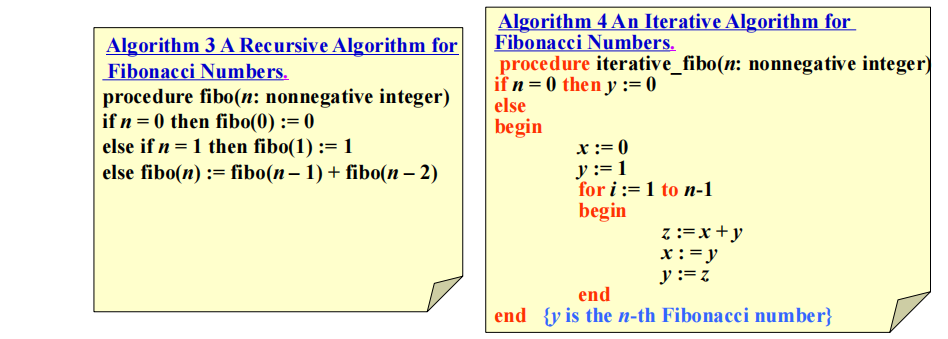 Algorithm 3 A Recursive Algorithm for
Fibonacci Numbers.
procedure fibo(n: nonnegative integer)
if n = 0 then fibo(0) := 0
else if n = 1 then fibo(1) := 1
else fibo(n) := fibo(n – 1) + fibo(n – 2)
Algorithm 4 An Iterative Algorithm for
Fibonacci Numbers.
procedure iterative_fibo(n: nonnegative integer)
if n = 0 then y := 0
else
begin
x := 0
y := 1
for i := 1 to n-1
begin
z := x + y
x : = y
y := z
end
end {y is the n-th Fibonacci number}